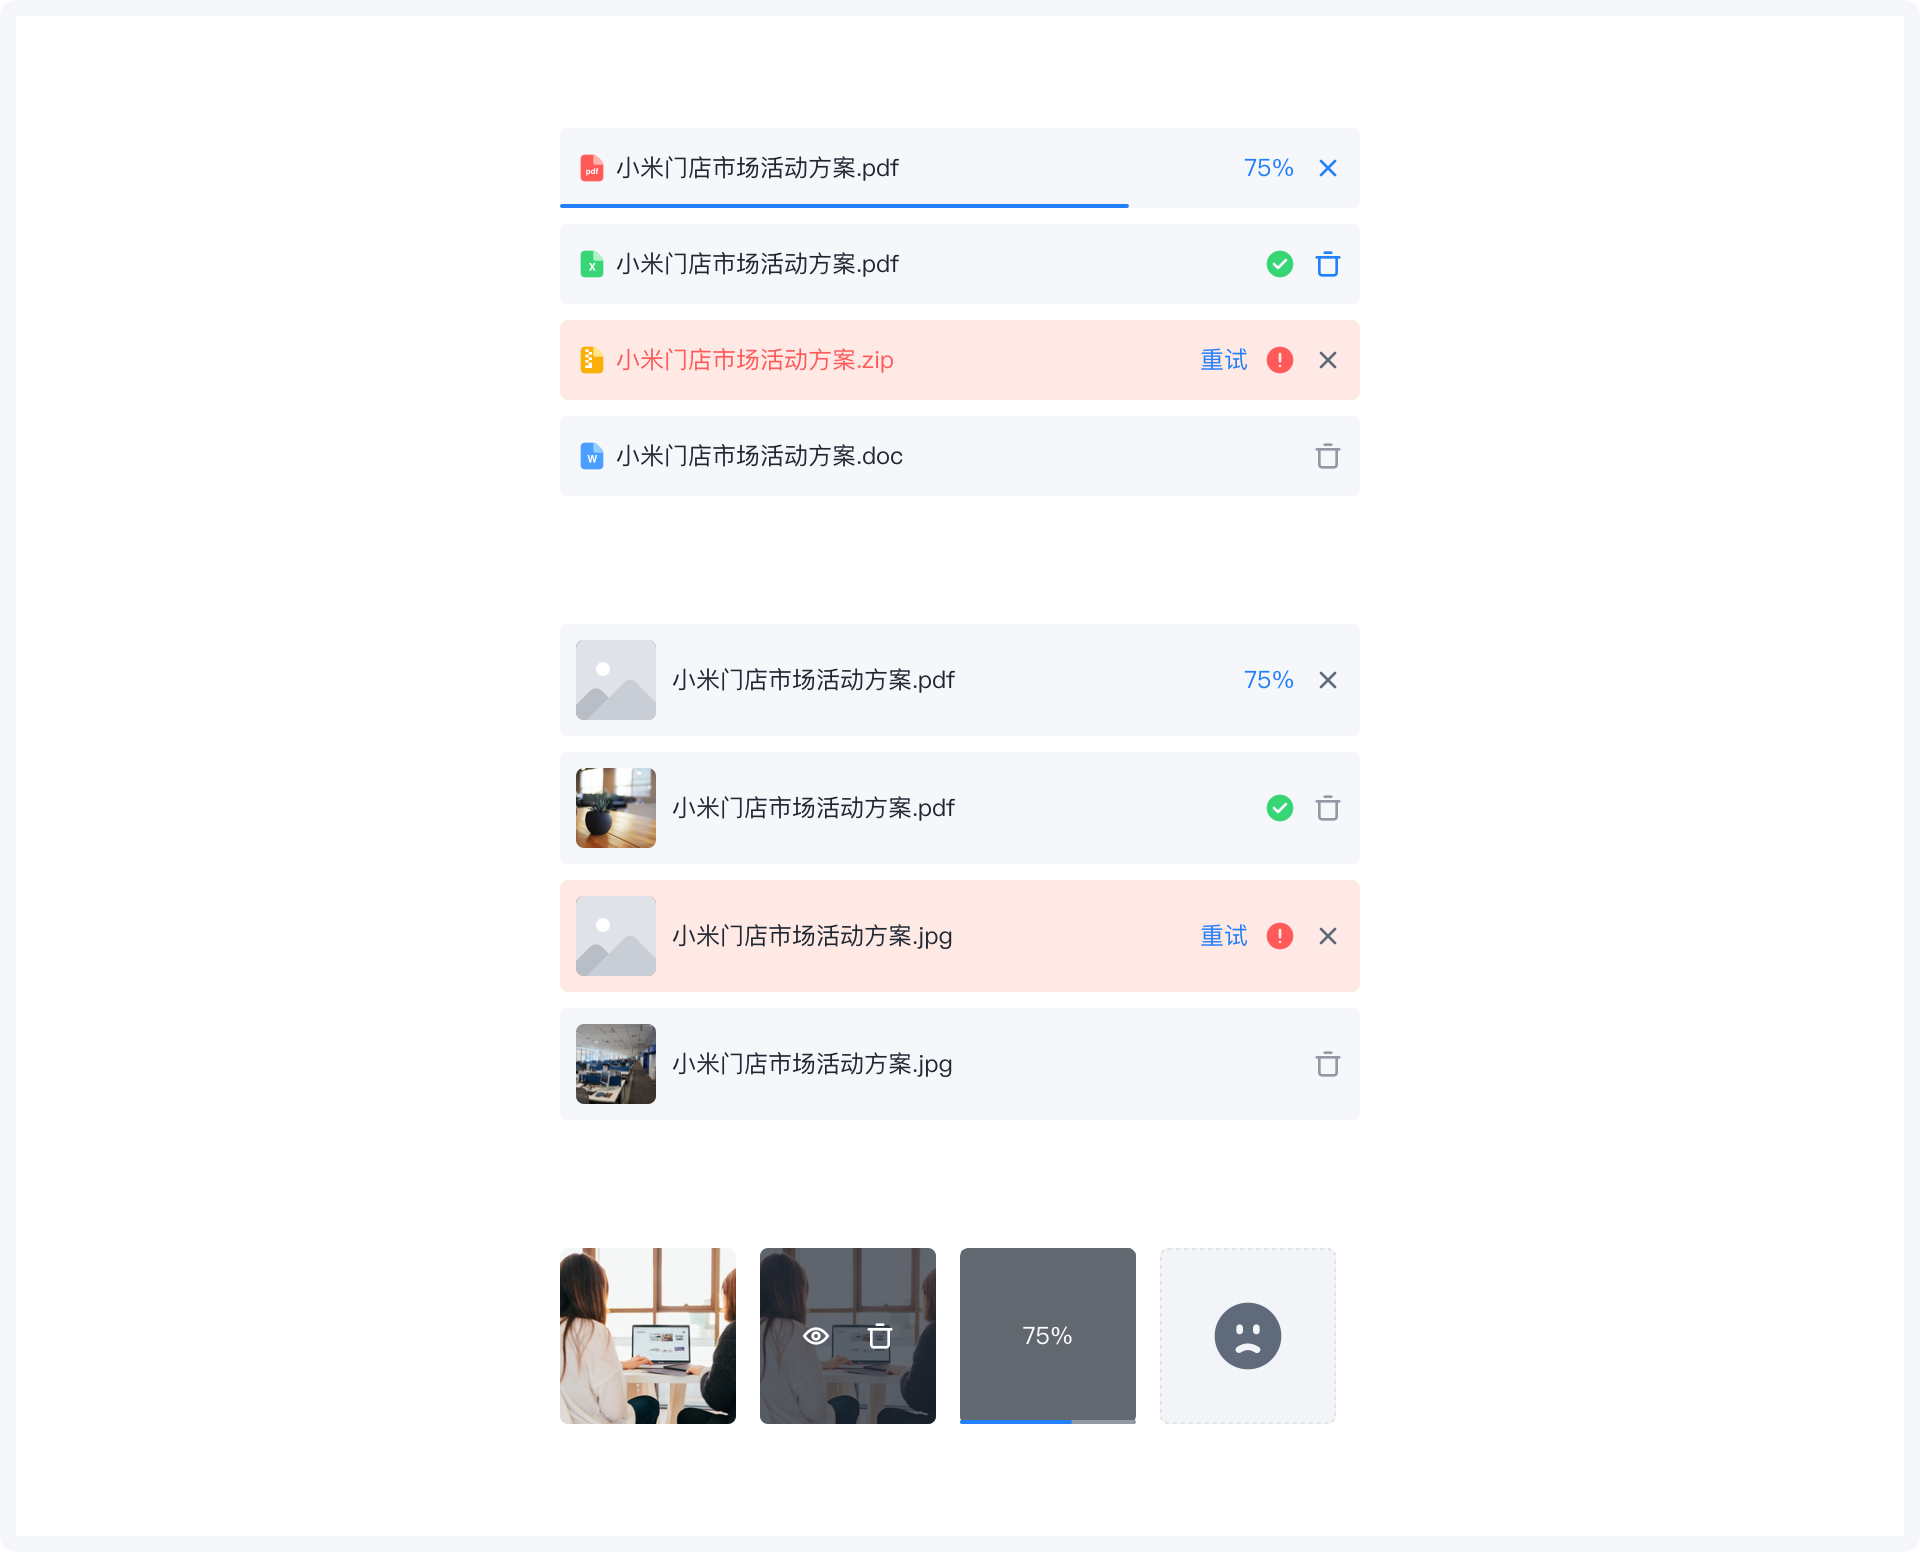 pdf 小米门店市场活动方案.pdf 75%
X 小米门店市场活动方案.pdf
小米门店市场活动方案.zip 重试
W 小米门店市场活动方案.doc
小米门店市场活动方案.pdf 75%
小米门店市场活动方案.pdf
小米门店市场活动方案.jpg 重试
小米门店市场活动方案.jpg
75%